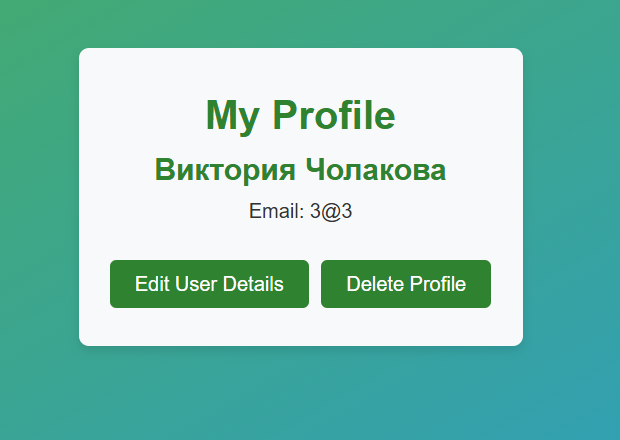 My Profile
Виктория Чолакова
Email: 3@3
Edit User Details Delete Profile